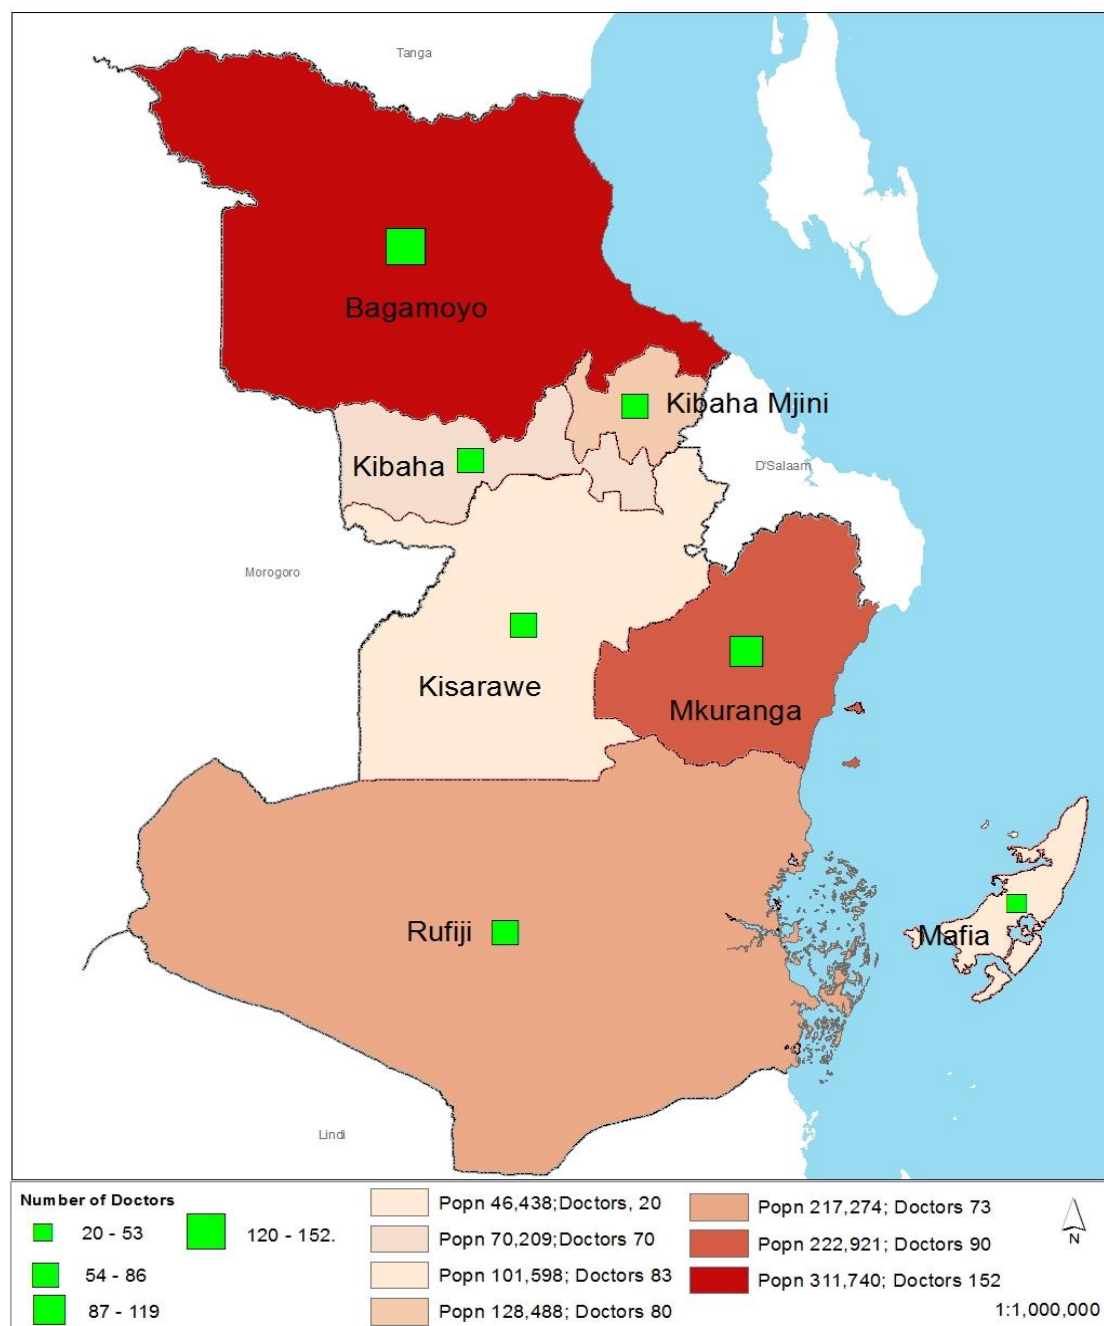 Tanga
Bagamoyo
Kibaha Mjini
Kibaha
D'Salaam
Morogoro
Kisarawe
Mkuranga
Rufiji
Mafia
Lindi
Number of Doctors
20 - 53
120 - 152.
54 - 86
87 - 119
Popn 46,438;Doctors, 20
Popn 70,209;Doctors 70
Popn 101,598; Doctors 83
Popn 128,488; Doctors 80
Popn 217,274; Doctors 73
Popn 222,921; Doctors 90
Popn 311,740; Doctors 152
N
1:1,000,000